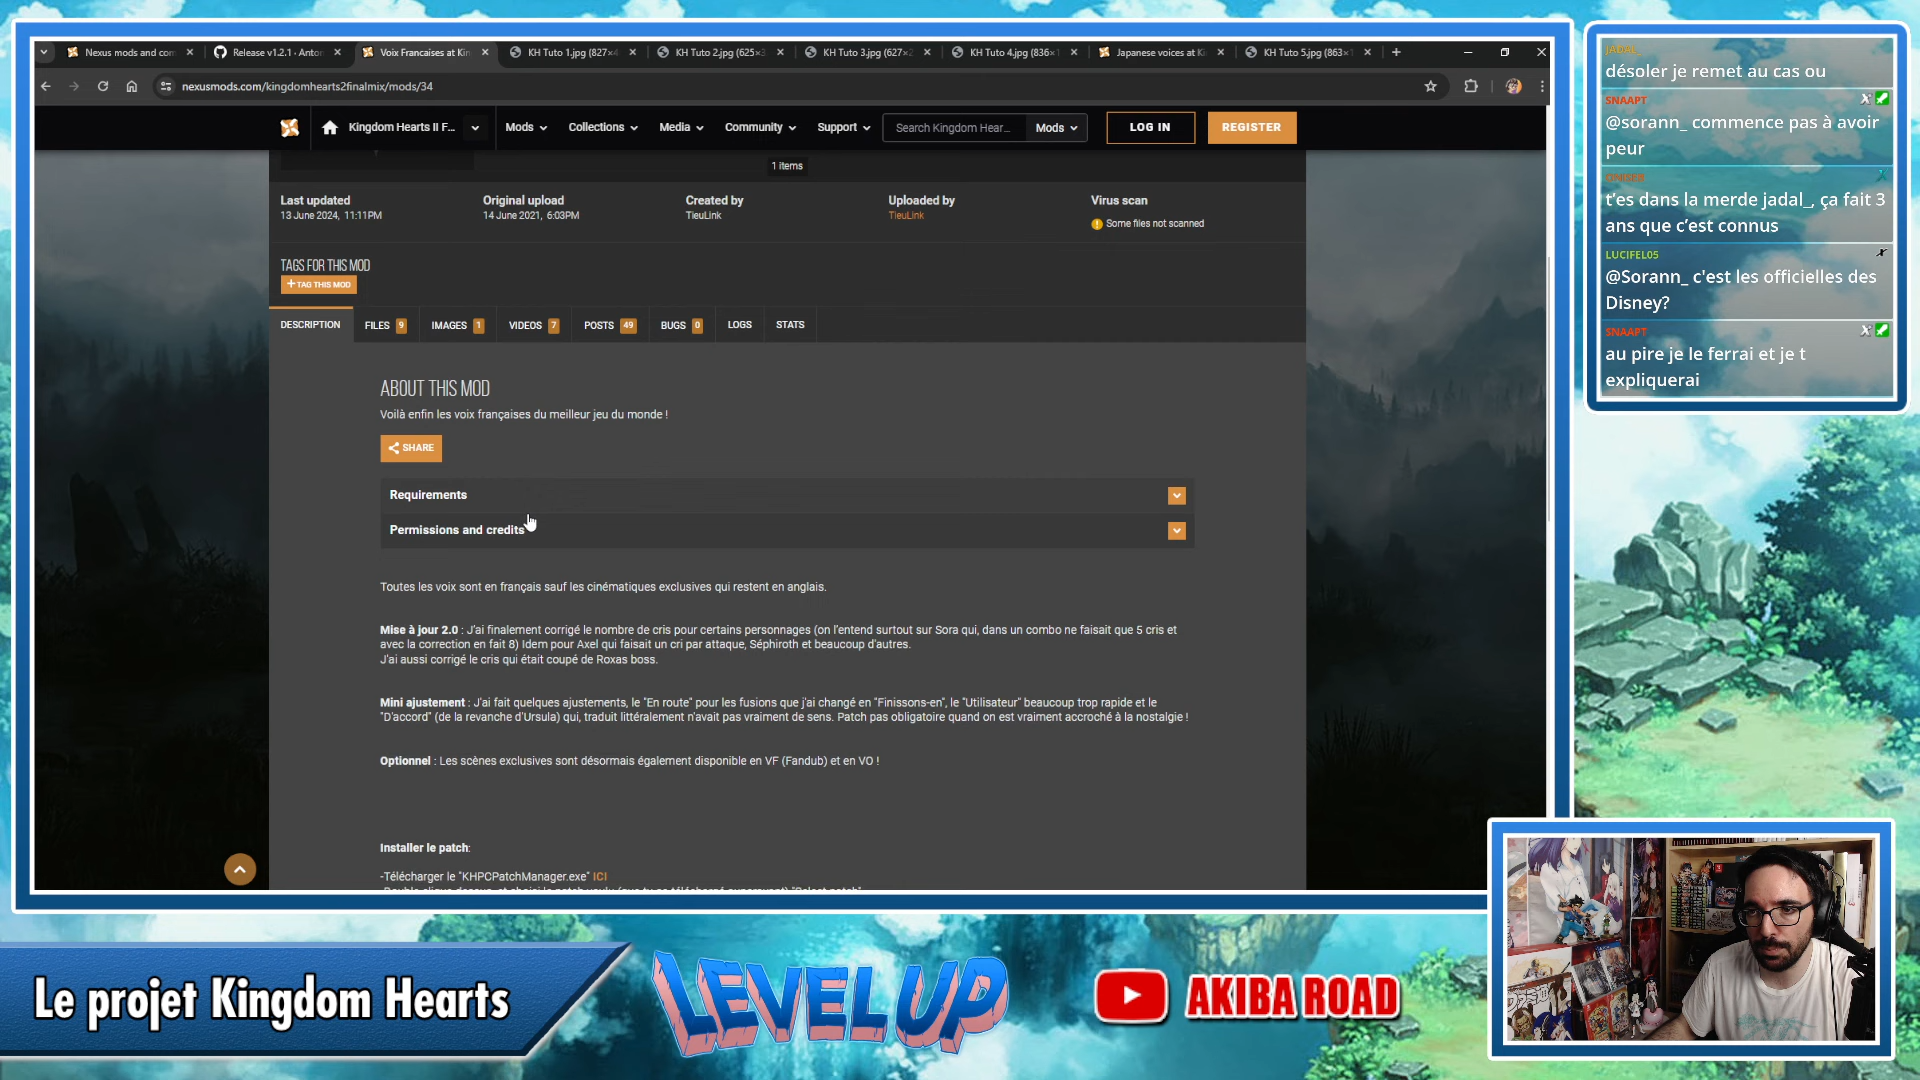 Nexus mods and com
Release v1.2.1 · Anton
Voix Francaises at Kin
KH Tuto 1.jpg (827×4
KH Tuto 2.jpg (625×3
KH Tuto 3.jpg (627×2
KH Tuto 4.jpg (836×1
Japanese voices at Ki
KH Tuto 5.jpg (863×1
nexusmods.com/kingdomhearts2finalmix/mods/34
Kingdom Hearts II F...
Mods
Collections
Media
Community
Support
Search Kingdom Hear...
Mods
LOG IN
REGISTER
1 items
Last updated
13 June 2024, 11:11PM
Original upload
14 June 2021, 6:03PM
Created by
TieuLink
Uploaded by
TieuLink
Virus scan
Some files not scanned
TAGS FOR THIS MOD
+ TAG THIS MOD
DESCRIPTION
FILES 9
IMAGES 1
VIDEOS 7
POSTS 49
BUGS 0
LOGS
STATS
ABOUT THIS MOD
Voilà enfin les voix françaises du meilleur jeu du monde !
SHARE
Requirements
Permissions and credits
Toutes les voix sont en français sauf les cinématiques exclusives qui restent en anglais.
Mise à jour 2.0 : J'ai finalement corrigé le nombre de cris pour certains personnages (on l'entend surtout sur Sora qui, dans un combo ne faisait que 5 cris et
avec la correction en fait 8) Idem pour Axel qui faisait un cri par attaque, Séphiroth et beaucoup d'autres.
J'ai aussi corrigé le cris qui était coupé de Roxas boss.
Mini ajustement : J'ai fait quelques ajustements, le "En route" pour les fusions que j'ai changé en "Finissons-en", le "Utilisateur" beaucoup trop rapide et le
"D'accord" (de la revanche d'Ursula) qui, traduit littéralement n'avait pas vraiment de sens. Patch pas obligatoire quand on est vraiment accroché à la nostalgie !
Optionnel : Les scènes exclusives sont désormais également disponible en VF (Fandub) et en VO !
Installer le patch:
-Télécharger le "KHPCPatchManager.exe" ICI
JADAL_
désoler je remet au cas ou
SNAAPT
@sorann_ commence pas à avoir
peur
t'es dans la merde jadal_, ça fait 3
ans que c'est connus
LUCIFEL05
@Sorann_ c'est les officielles des
Disney?
SNAAPT
au pire je le ferrai et je t
expliquerai
Le projet Kingdom Hearts
LEVEL UP
AKIBA ROAD